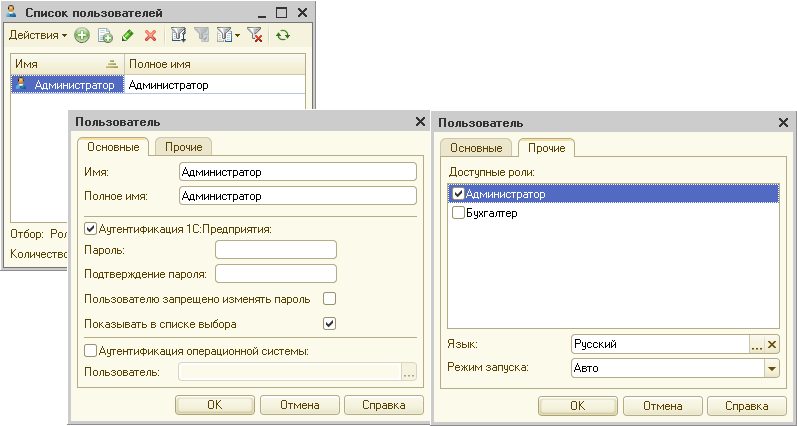 Список пользователей
Действия
Имя Полное имя
Администратор Администратор
Отбор: Рол
Количество
Пользователь
Основные Прочие
Имя: Администратор
Полное имя: Администратор
Аутентификация 1С:Предприятия:
Пароль:
Подтверждение пароля:
Пользователю запрещено изменять пароль
Показывать в списке выбора
Аутентификация операционной системы:
Пользователь: ...
OK Отмена Справка
Пользователь
Основные Прочие
Доступные роли:
Администратор
Бухгалтер
Язык: Русский ...
Режим запуска: Авто
OK Отмена Справка